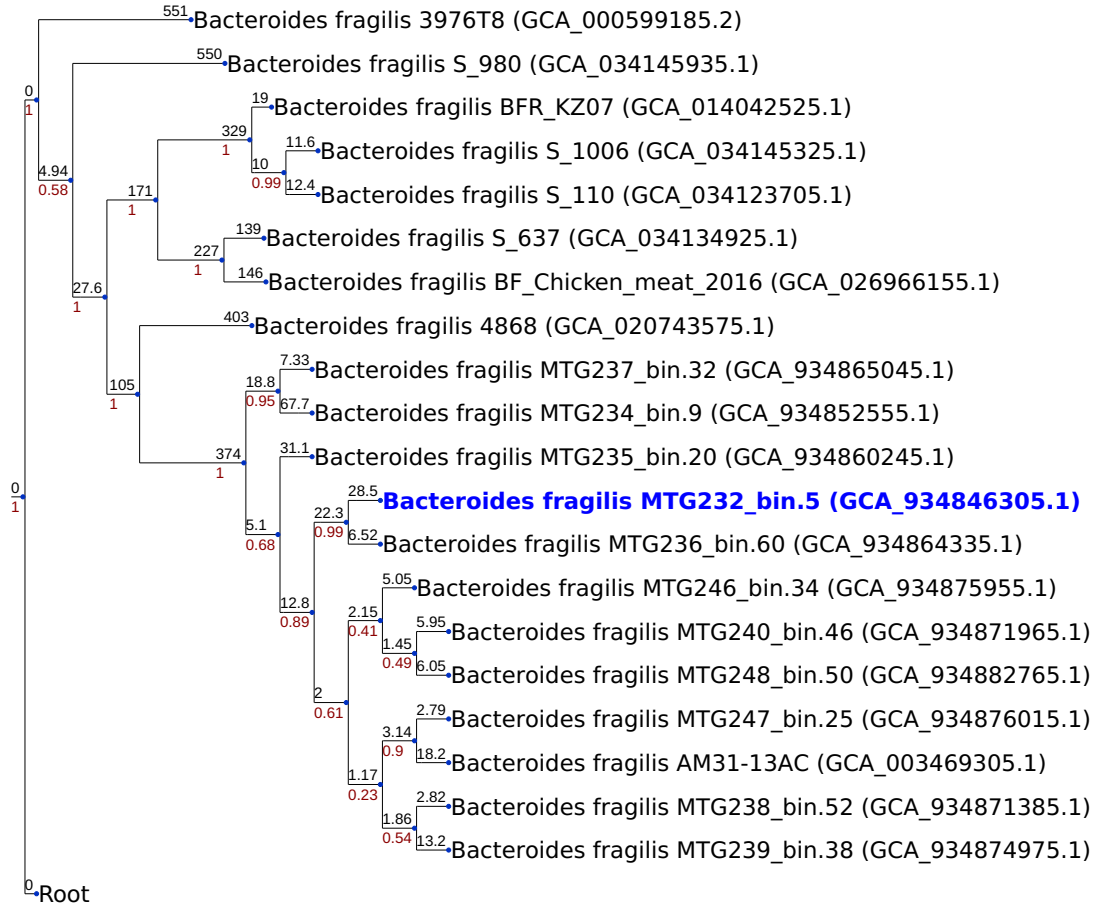 551 Bacteroides fragilis 3976T8 (GCA_000599185.2)
550 Bacteroides fragilis S_980 (GCA_034145935.1)
0
1
19 Bacteroides fragilis BFR_KZ07 (GCA_014042525.1)
329
1
11.6 Bacteroides fragilis S_1006 (GCA_034145325.1)
10
0.99
4.94
0.58
12.4 Bacteroides fragilis S_110 (GCA_034123705.1)
171
1
139 Bacteroides fragilis S_637 (GCA_034134925.1)
227
1
146 Bacteroides fragilis BF_Chicken_meat_2016 (GCA_026966155.1)
27.6
1
403 Bacteroides fragilis 4868 (GCA_020743575.1)
7.33 Bacteroides fragilis MTG237_bin.32 (GCA_934865045.1)
105
1
18.8
0.95
67.7 Bacteroides fragilis MTG234_bin.9 (GCA_934852555.1)
374
1
31.1 Bacteroides fragilis MTG235_bin.20 (GCA_934860245.1)
0
1
28.5 Bacteroides fragilis MTG232_bin.5 (GCA_934846305.1)
5.1
0.68
22.3
0.99
6.52 Bacteroides fragilis MTG236_bin.60 (GCA_934864335.1)
5.05 Bacteroides fragilis MTG246_bin.34 (GCA_934875955.1)
12.8
0.89
2.15
0.41
5.95 Bacteroides fragilis MTG240_bin.46 (GCA_934871965.1)
1.45
0.49
6.05 Bacteroides fragilis MTG248_bin.50 (GCA_934882765.1)
2
0.61
2.79 Bacteroides fragilis MTG247_bin.25 (GCA_934876015.1)
3.14
0.9
18.2 Bacteroides fragilis AM31-13AC (GCA_003469305.1)
1.17
0.23
2.82 Bacteroides fragilis MTG238_bin.52 (GCA_934871385.1)
1.86
0.54
13.2 Bacteroides fragilis MTG239_bin.38 (GCA_934874975.1)
0 Root